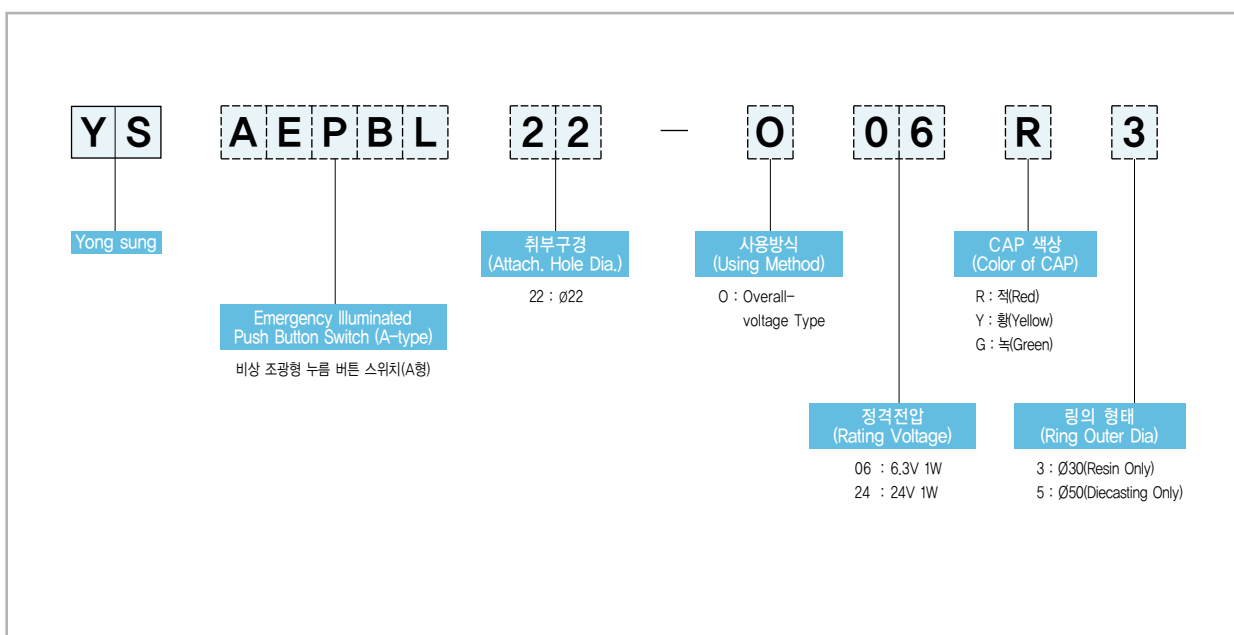 YS AEPBL 22 — O 06 R 3
Yong sung
취부구경
(Attach. Hole Dia.)
22 : Ø22
사용방식
(Using Method)
O : Overall-
voltage Type
CAP 색상
(Color of CAP)
R : 적(Red)
Y : 황(Yellow)
G : 녹(Green)
Emergency Illuminated
Push Button Switch (A-type)
비상 조광형 누름 버튼 스위치(A형)
정격전압
(Rating Voltage)
06 : 6.3V 1W
24 : 24V 1W
링의 형태
(Ring Outer Dia)
3 : Ø30(Resin Only)
5 : Ø50(Diecasting Only)